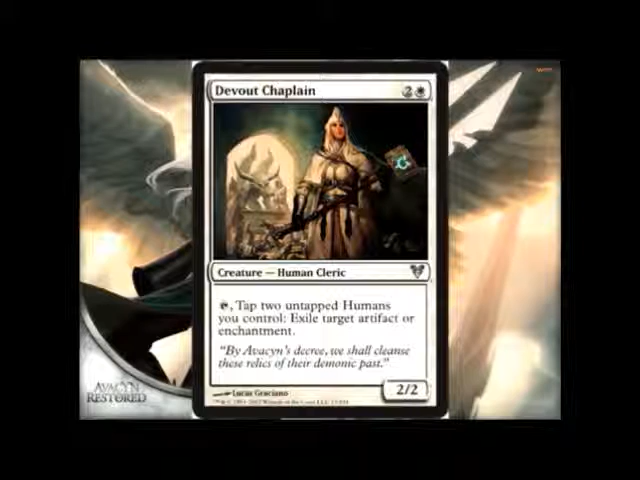 Devout Chaplain 2
Creature — Human Cleric
, Tap two untapped Humans
you control: Exile target artifact or
enchantment.
"By Avacyn's decree, we shall cleanse
these relics of their demonic past."
2/2
Lucas Graciano
AVACYN
RESTORED